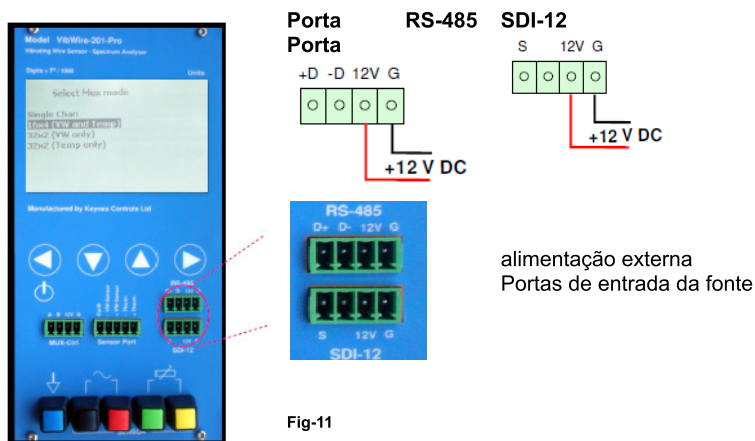 Model VibWire-201-Pro
Vibrating Wire Sensor - Spectrum Analyser
Digits = F² / 1000 Units
Select Mux mode
Single Chan
16x4 (VW and Temp)
32x2 (VW only)
32x2 (Temp only)
Manufactured by Keynes Controls Ltd
RS-485
A B 12V G
MUX-Ctrl
Sensor Port
SDI-12
Porta RS-485 SDI-12
Porta
+D -D 12V G
+12 V DC
S 12V G
+12 V DC
RS-485
D+ D- 12V G
S 12V G
SDI-12
alimentação externa
Portas de entrada da fonte
Fig-11